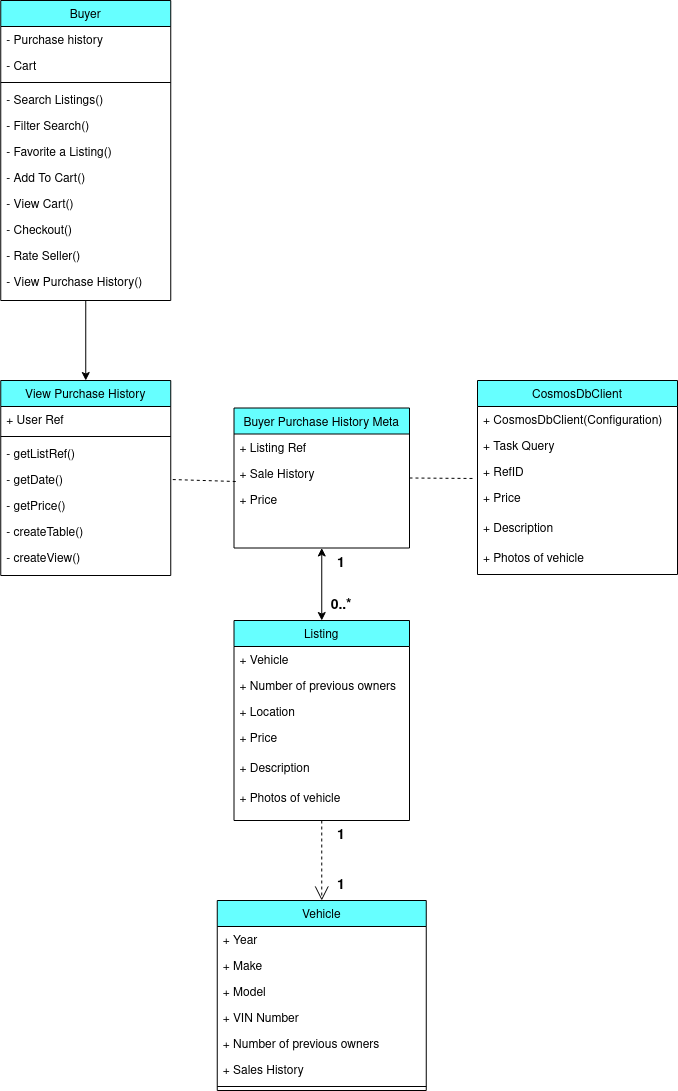 Buyer
- Purchase history
- Cart
- Search Listings()
- Filter Search()
- Favorite a Listing()
- Add To Cart()
- View Cart()
- Checkout()
- Rate Seller()
- View Purchase History()
View Purchase History
+ User Ref
- getListRef()
- getDate()
- getPrice()
- createTable()
- createView()
Buyer Purchase History Meta
+ Listing Ref
+ Sale History
+ Price
CosmosDbClient
+ CosmosDbClient(Configuration)
+ Task Query
+ RefID
+ Price
+ Description
+ Photos of vehicle
1
0..*
Listing
+ Vehicle
+ Number of previous owners
+ Location
+ Price
+ Description
+ Photos of vehicle
1
1
Vehicle
+ Year
+ Make
+ Model
+ VIN Number
+ Number of previous owners
+ Sales History